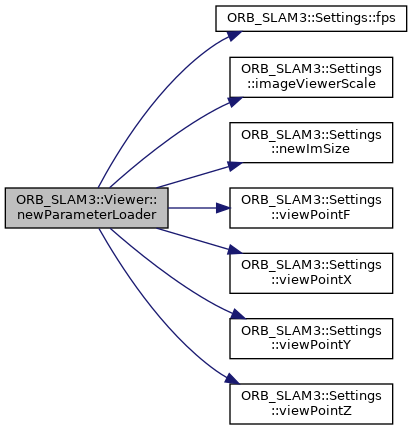 ORB_SLAM3::Viewer::
newParameterLoader
ORB_SLAM3::Settings::fps
ORB_SLAM3::Settings
::imageViewerScale
ORB_SLAM3::Settings
::newImSize
ORB_SLAM3::Settings
::viewPointF
ORB_SLAM3::Settings
::viewPointX
ORB_SLAM3::Settings
::viewPointY
ORB_SLAM3::Settings
::viewPointZ